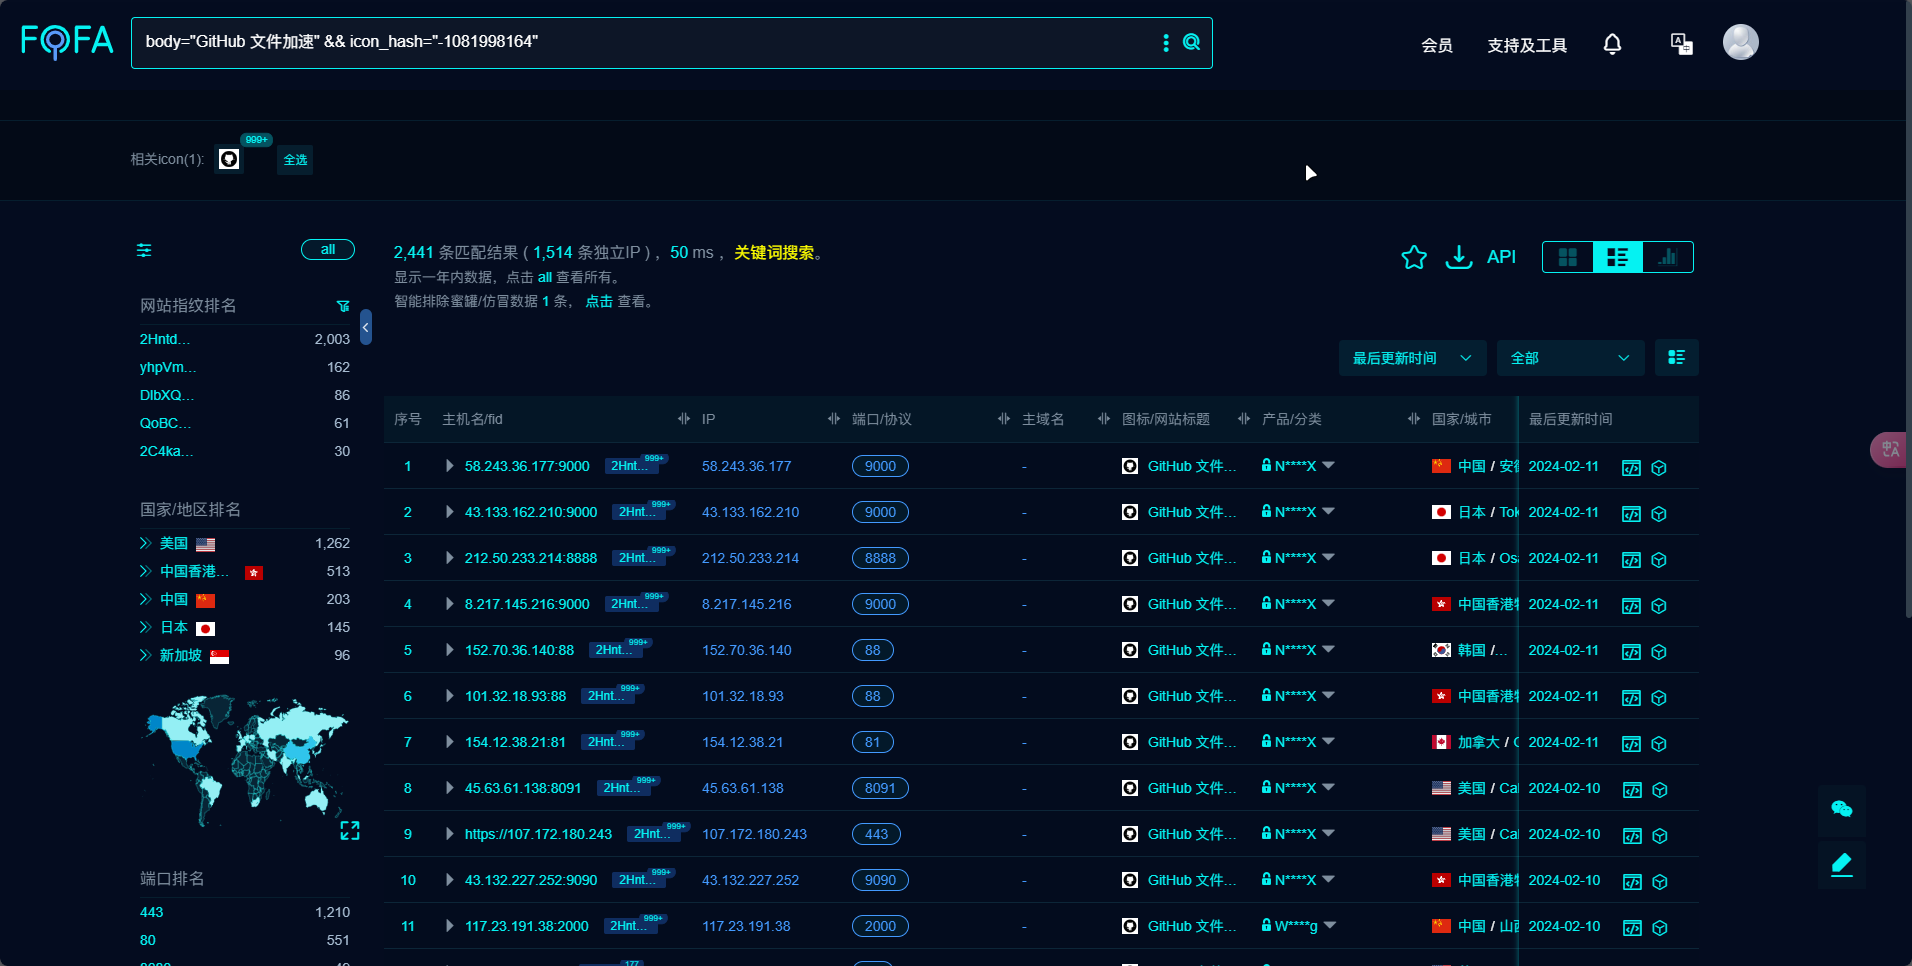 FOFA
body="GitHub 文件加速" && icon_hash="-1081998164"
会员 支持及工具
相关icon(1): 999+ 全选
all
2,441 条匹配结果 ( 1,514 条独立IP ) ，50 ms ，关键词搜索。
显示一年内数据，点击 all 查看所有。
智能排除蜜罐/仿冒数据 1 条， 点击 查看。
API
网站指纹排名
2Hntd... 2,003
yhpVm... 162
DlbXQ... 86
QoBC... 61
2C4ka... 30
国家/地区排名
美国 1,262
中国香港... 513
中国 203
日本 145
新加坡 96
端口排名
443 1,210
80 551
最后更新时间 全部
序号 主机名/fid IP 端口/协议 主域名 图标/网站标题 产品/分类 国家/城市 最后更新时间
1 58.243.36.177:9000 2Hnt... 999+ 58.243.36.177 9000 - GitHub 文件... N****X 中国 / 安 2024-02-11
2 43.133.162.210:9000 2Hnt... 999+ 43.133.162.210 9000 - GitHub 文件... N****X 日本 / Tok 2024-02-11
3 212.50.233.214:8888 2Hnt... 999+ 212.50.233.214 8888 - GitHub 文件... N****X 日本 / Osa 2024-02-11
4 8.217.145.216:9000 2Hnt... 999+ 8.217.145.216 9000 - GitHub 文件... N****X 中国香港 2024-02-11
5 152.70.36.140:88 2Hnt... 999+ 152.70.36.140 88 - GitHub 文件... N****X 韩国 /... 2024-02-11
6 101.32.18.93:88 2Hnt... 999+ 101.32.18.93 88 - GitHub 文件... N****X 中国香港 2024-02-11
7 154.12.38.21:81 2Hnt... 999+ 154.12.38.21 81 - GitHub 文件... N****X 加拿大 / 2024-02-11
8 45.63.61.138:8091 2Hnt... 999+ 45.63.61.138 8091 - GitHub 文件... N****X 美国 / Cal 2024-02-10
9 https://107.172.180.243 2Hnt... 999+ 107.172.180.243 443 - GitHub 文件... N****X 美国 / Cal 2024-02-10
10 43.132.227.252:9090 2Hnt... 999+ 43.132.227.252 9090 - GitHub 文件... N****X 中国香港 2024-02-10
11 117.23.191.38:2000 2Hnt... 999+ 117.23.191.38 2000 - GitHub 文件... W****g 中国 / 山 2024-02-10
177